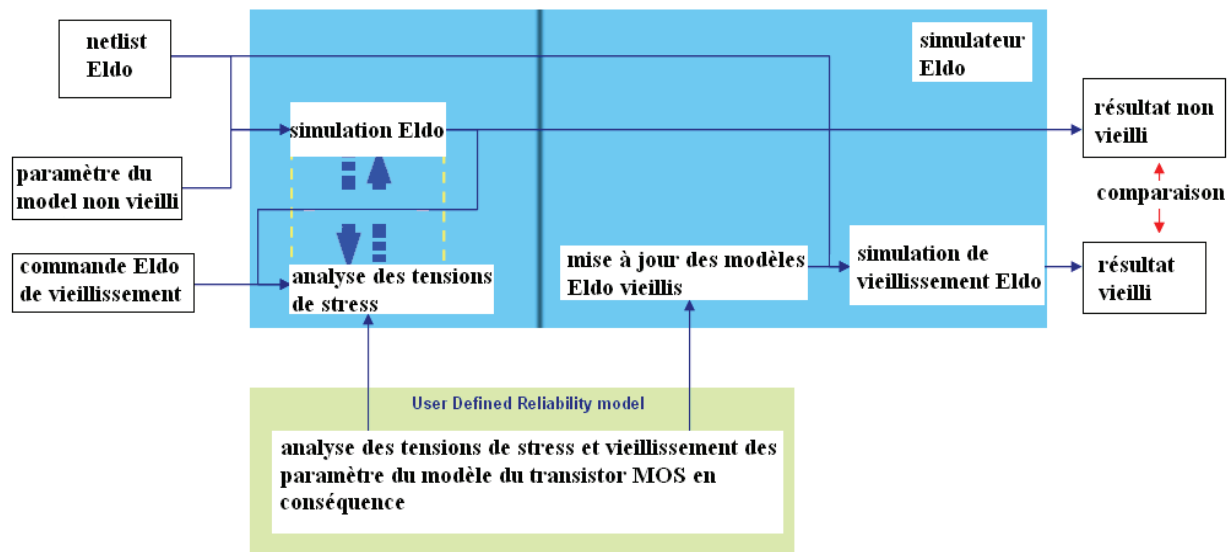 netlist
Eldo
simulateur
Eldo
simulation Eldo
résultat non
vieilli
paramètre du
model non vieilli
comparaison
commande Eldo
de vieillissement
analyse des tensions
de stress
mise à jour des modèles
Eldo vieillis
simulation de
vieillissement Eldo
résultat
vieilli
User Defined Reliability model
analyse des tensions de stress et vieillissement des
paramètre du modèle du transistor MOS en
conséquence